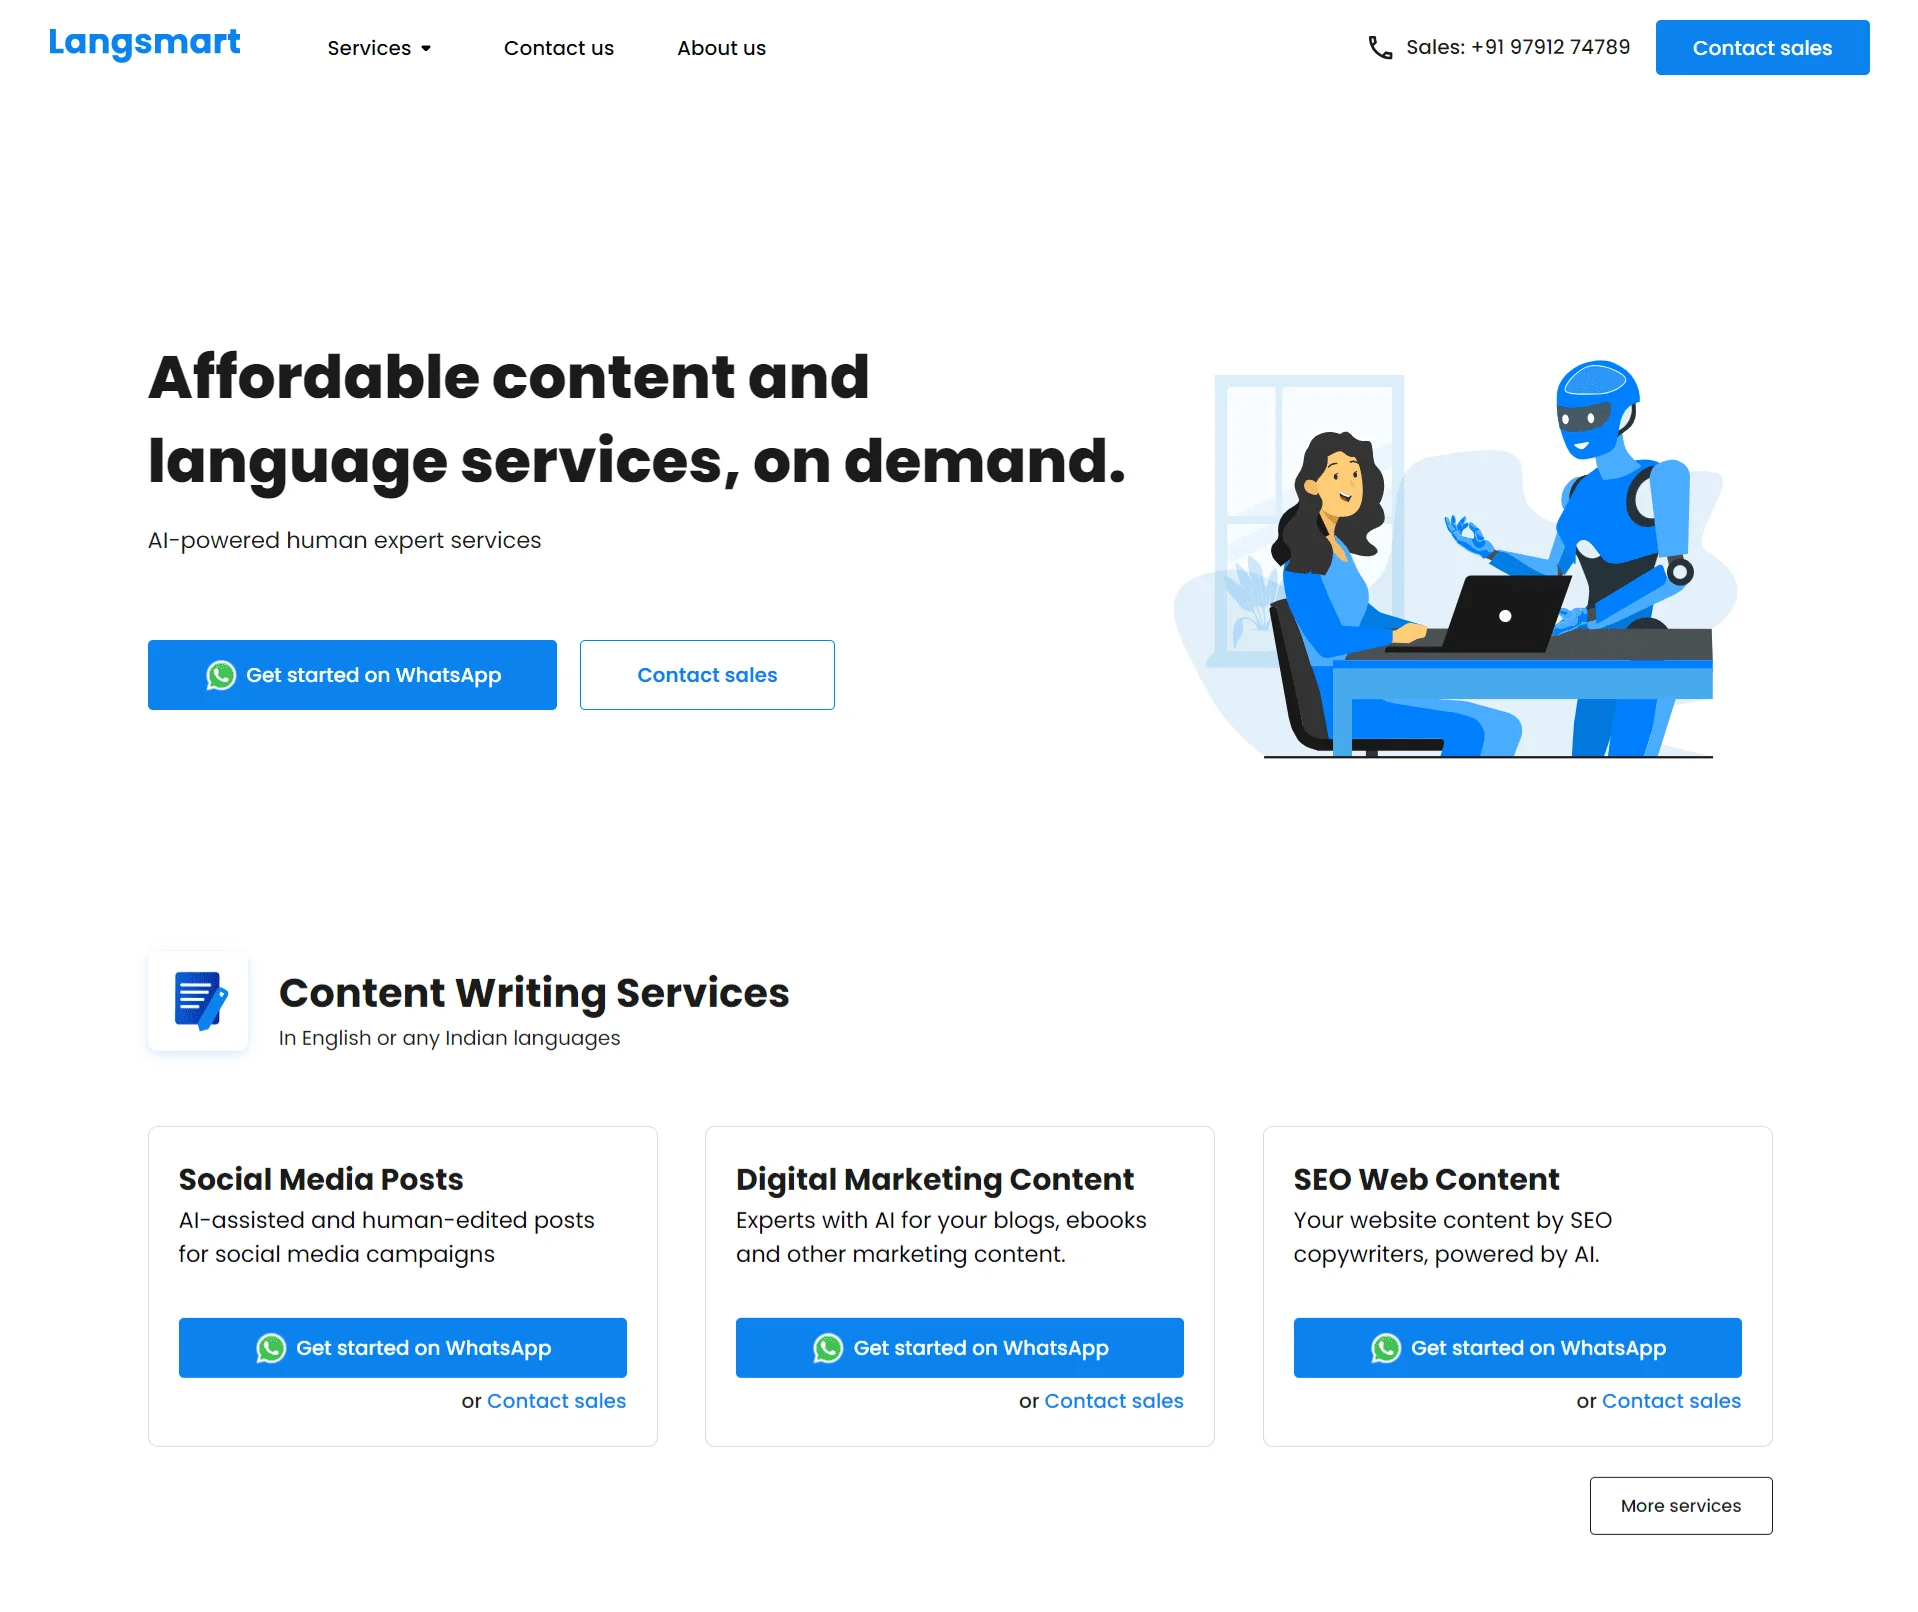 Langsmart
Services
Contact us
About us
Sales: +91 97912 74789
Contact sales
Affordable content and
language services, on demand.
AI-powered human expert services
Get started on WhatsApp
Contact sales
Content Writing Services
In English or any Indian languages
Social Media Posts
AI-assisted and human-edited posts
for social media campaigns
Get started on WhatsApp
or Contact sales
Digital Marketing Content
Experts with AI for your blogs, ebooks
and other marketing content.
Get started on WhatsApp
or Contact sales
SEO Web Content
Your website content by SEO
copywriters, powered by AI.
Get started on WhatsApp
or Contact sales
More services